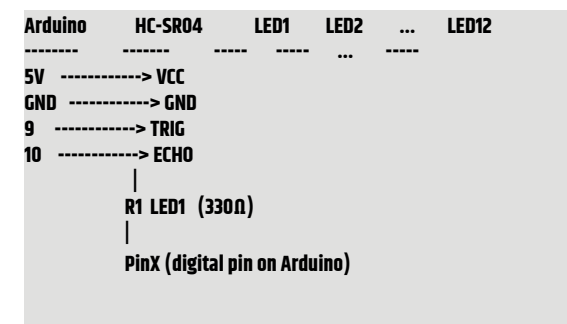 Arduino HC-SR04 LED1 LED2 ... LED12
-------- ------- ----- ----- ... -----
5V ------------> VCC
GND ------------> GND
9 ------------> TRIG
10 ------------> ECHO
|
R1 LED1 (330Ω)
|
PinX (digital pin on Arduino)